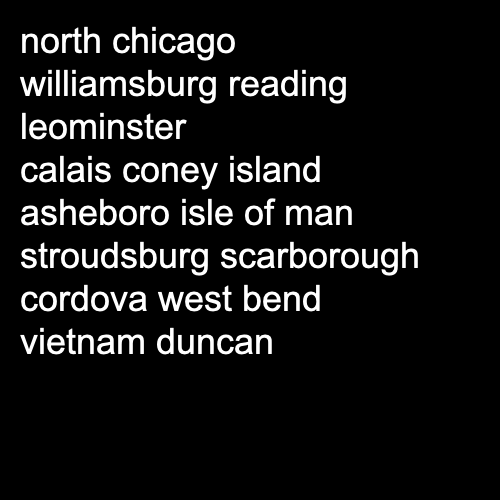 north chicago
williamsburg reading
leominster
calais coney island
asheboro isle of man
stroudsburg scarborough
cordova west bend
vietnam duncan